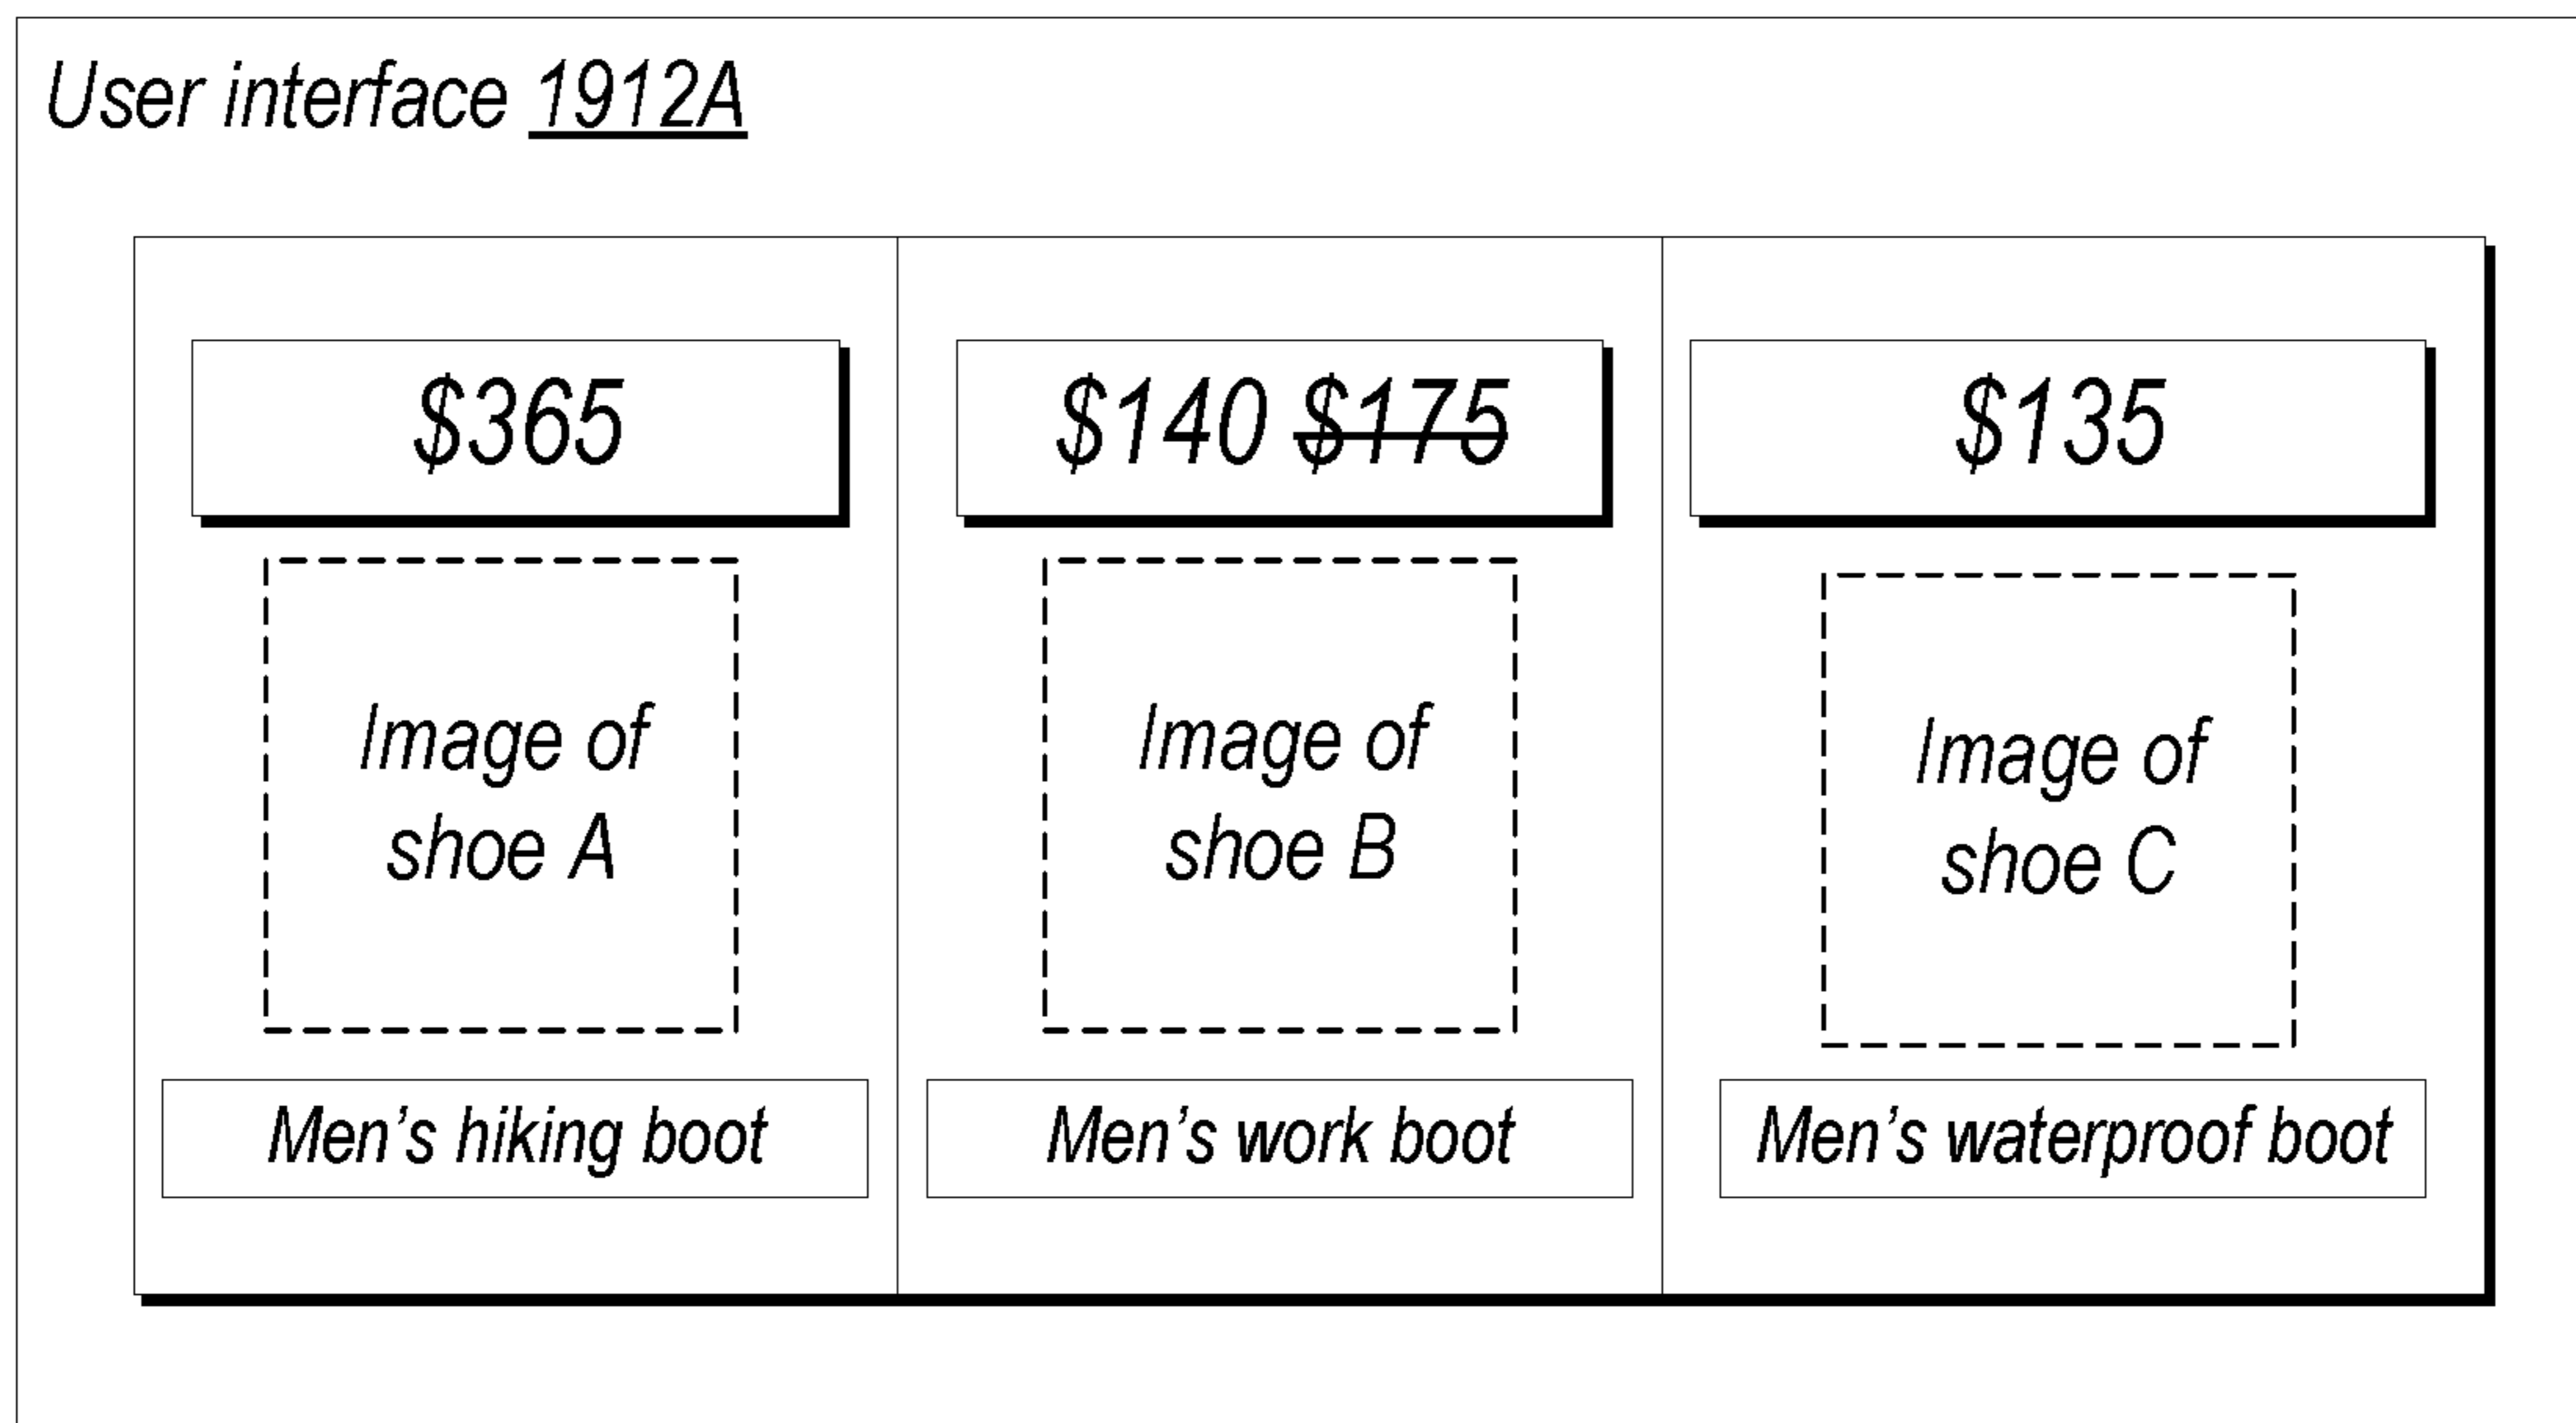 User interface 1912A
$365
$140 $175
$135
Image of
shoe A
Image of
shoe B
Image of
shoe C
Men's hiking boot
Men's work boot
Men's waterproof boot